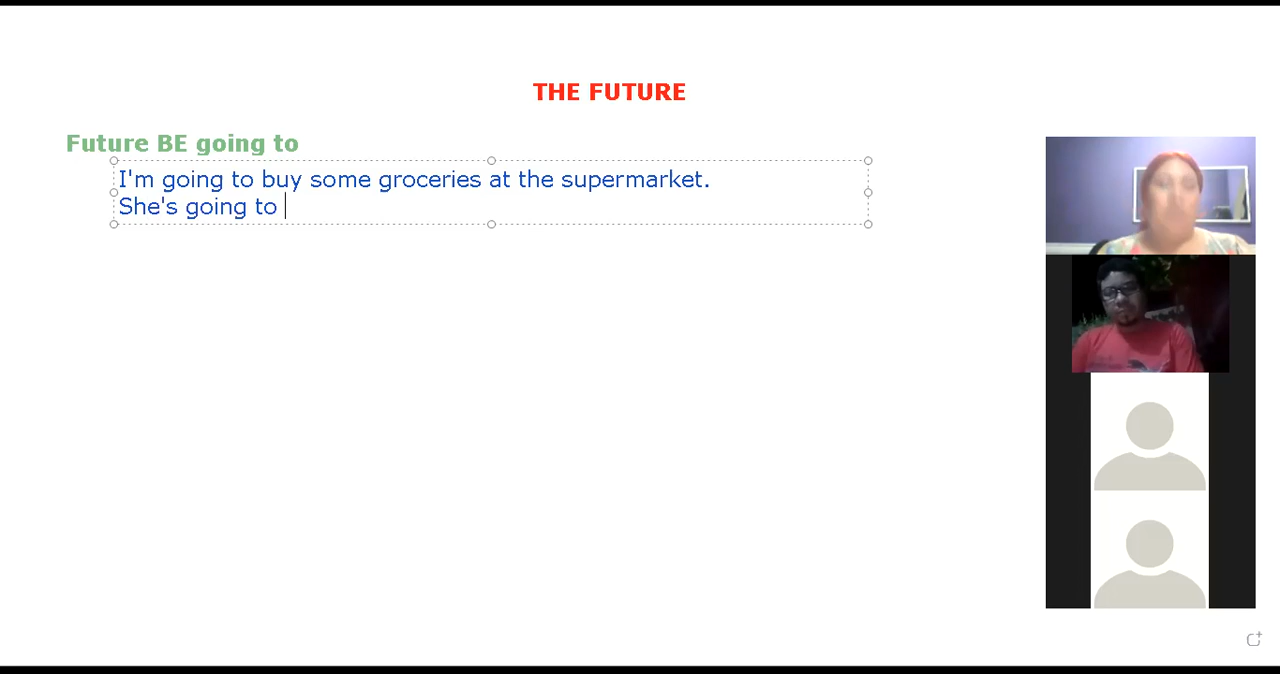 THE FUTURE
Future BE going to
I'm going to buy some groceries at the supermarket.
She's going to